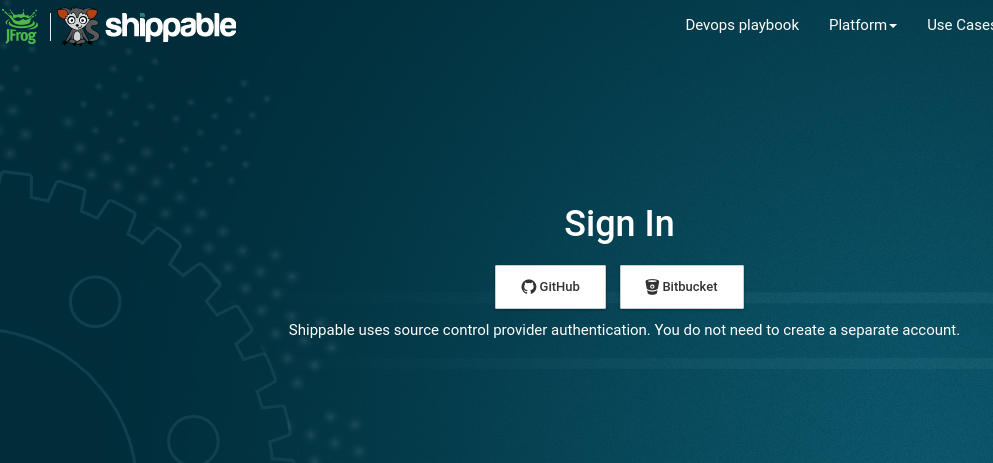 JFrog
shippable
Devops playbook
Platform
Use Cases
Sign In
GitHub
Bitbucket
Shippable uses source control provider authentication. You do not need to create a separate account.